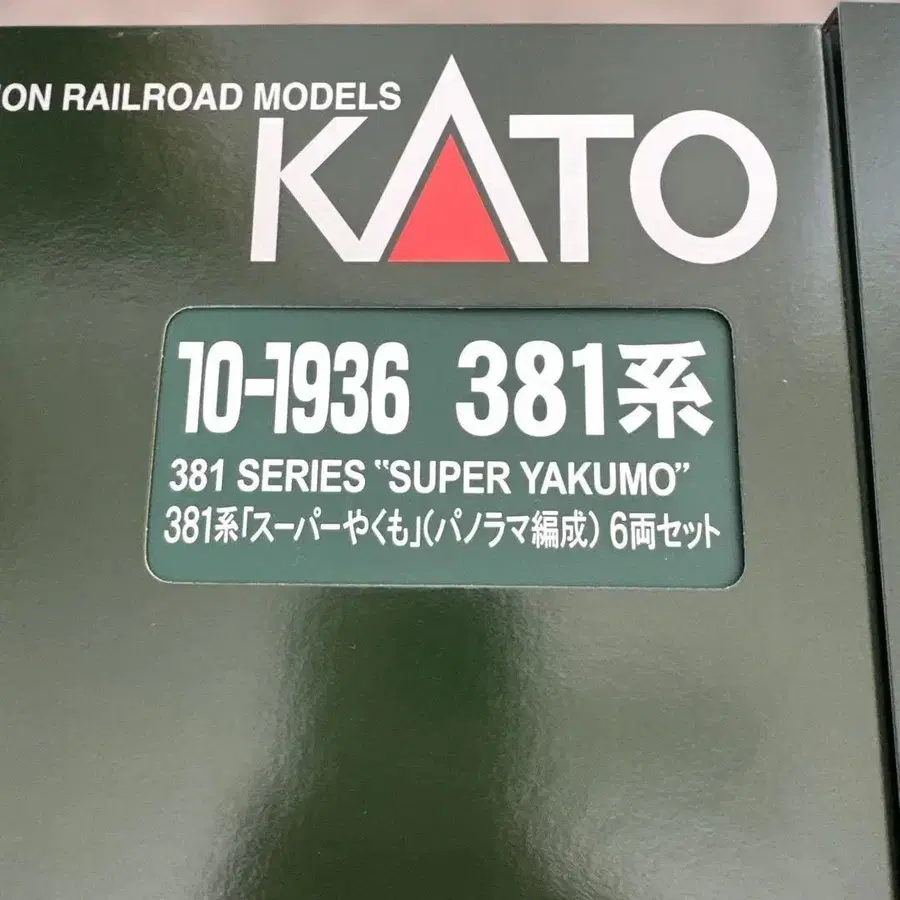 ION RAILROAD MODELS
KATO
10-1936 381系
381 SERIES “SUPER YAKUMO”
381系「スーパーやくも」(パノラマ編成) 6両セット